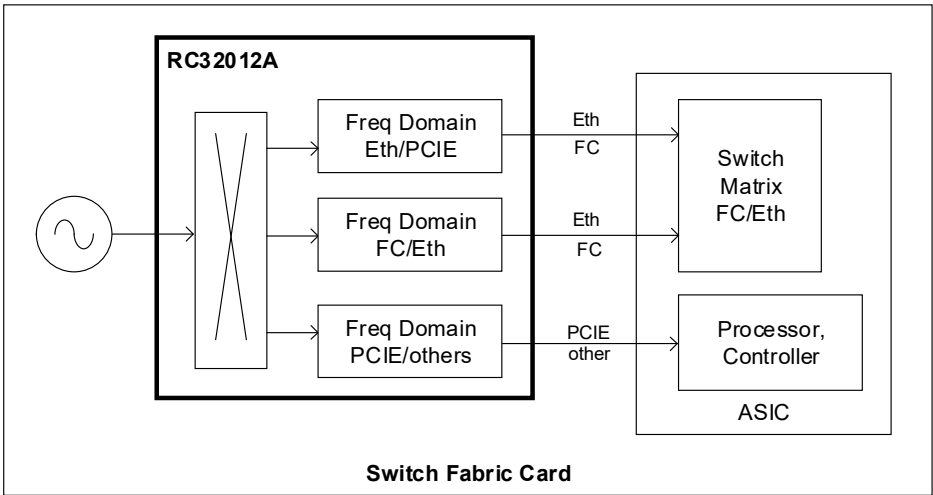 RC32012A
Freq Domain
Eth/PCIE
Eth
FC
Switch
Matrix
FC/Eth
Freq Domain
FC/Eth
Eth
FC
Freq Domain
PCIE/others
PCIE
other
Processor,
Controller
ASIC
Switch Fabric Card